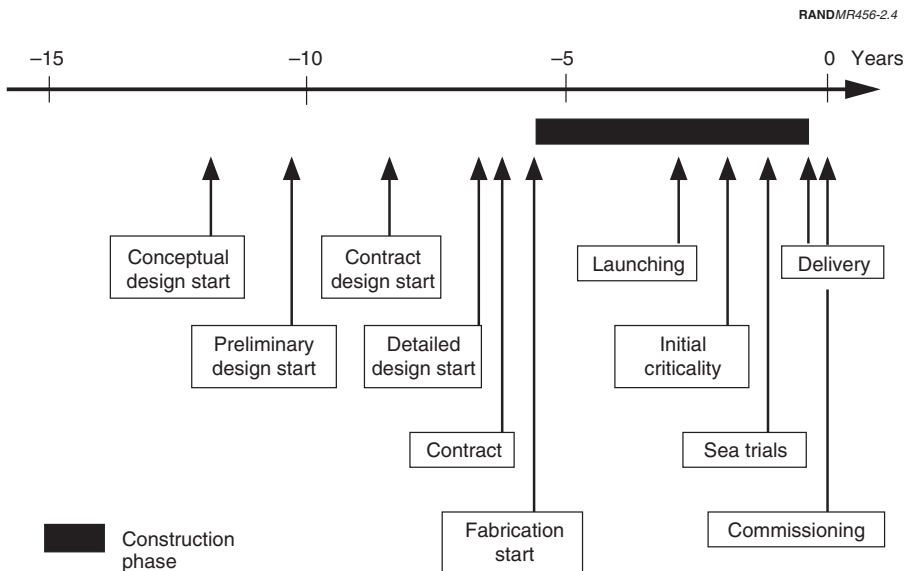 RANDMR456-2.4
–15
–10
–5
0 Years
Conceptual
design start
Contract
design start
Launching
Delivery
Preliminary
design start
Detailed
design start
Initial
criticality
Contract
Sea trials
Fabrication
start
Commissioning
Construction
phase